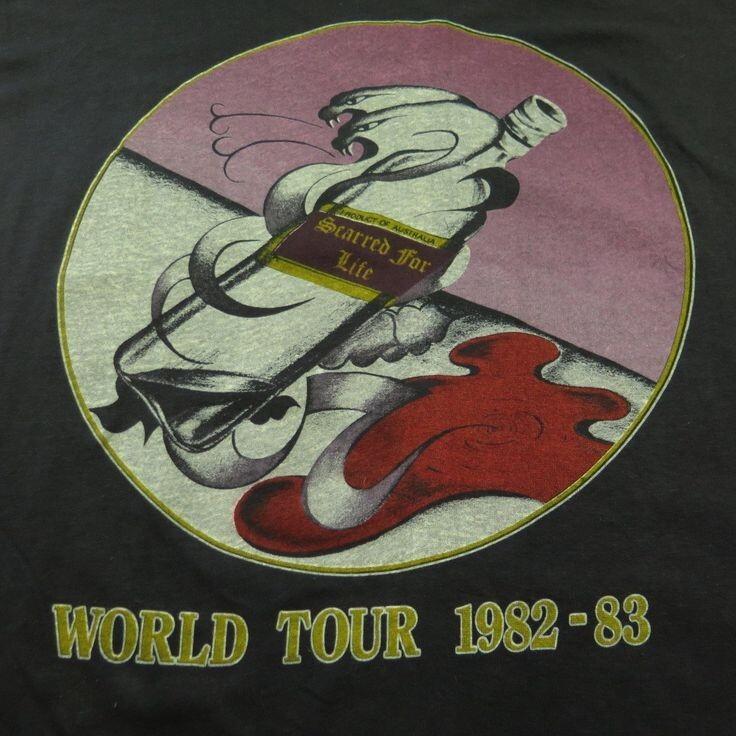 PRODUCT OF AUSTRALIA
Scarred For
Life
WORLD TOUR 1982-83